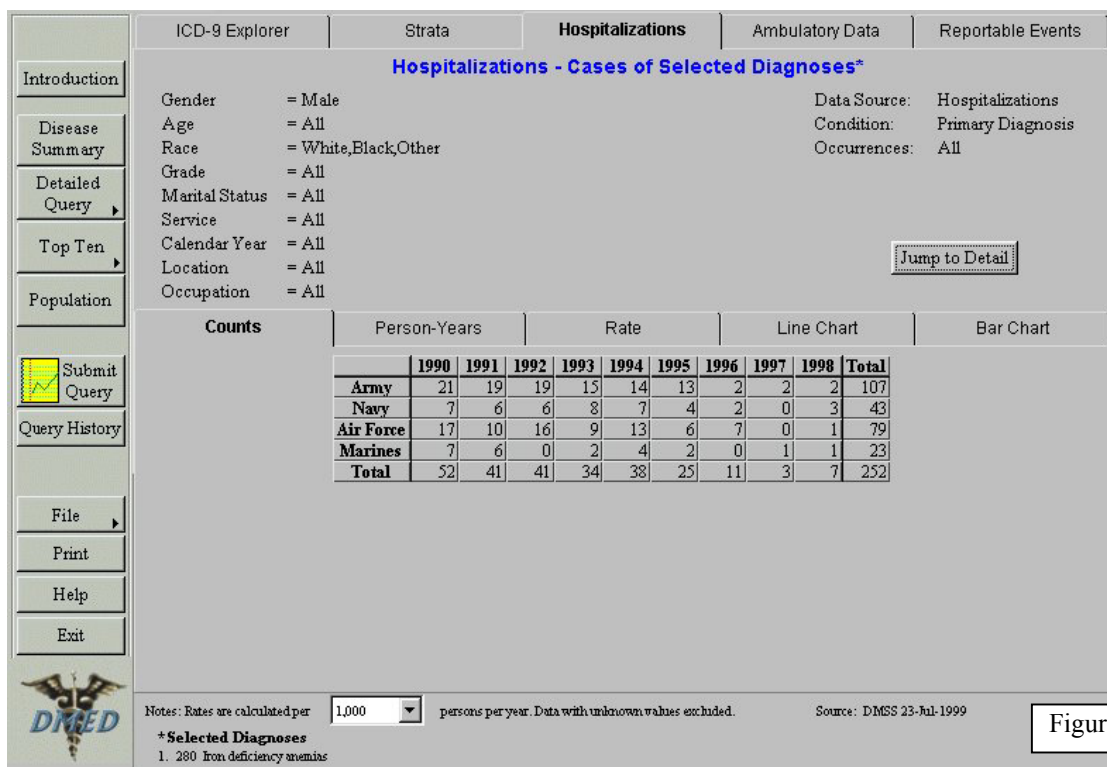 ICD-9 Explorer Strata Hospitalizations Ambulatory Data Reportable Events
Introduction
Disease Summary
Detailed Query
Top Ten
Population
Submit Query
Query History
File
Print
Help
Exit
DMED
Hospitalizations - Cases of Selected Diagnoses*
Gender = Male
Age = All
Race = White,Black,Other
Grade = All
Marital Status = All
Service = All
Calendar Year = All
Location = All
Occupation = All
Data Source: Hospitalizations
Condition: Primary Diagnosis
Occurrences: All
Jump to Detail
Counts Person-Years Rate Line Chart Bar Chart
1990 1991 1992 1993 1994 1995 1996 1997 1998 Total
Army 21 19 19 15 14 13 2 2 2 107
Navy 7 6 6 8 7 4 2 0 3 43
Air Force 17 10 16 9 13 6 7 0 1 79
Marines 7 6 0 2 4 2 0 1 1 23
Total 52 41 41 34 38 25 11 3 7 252
Notes: Rates are calculated per 1,000 persons per year. Data with unknown values excluded. Source: DMSS 23-Jul-1999
*Selected Diagnoses
1. 280 Iron deficiency anemias
Figur